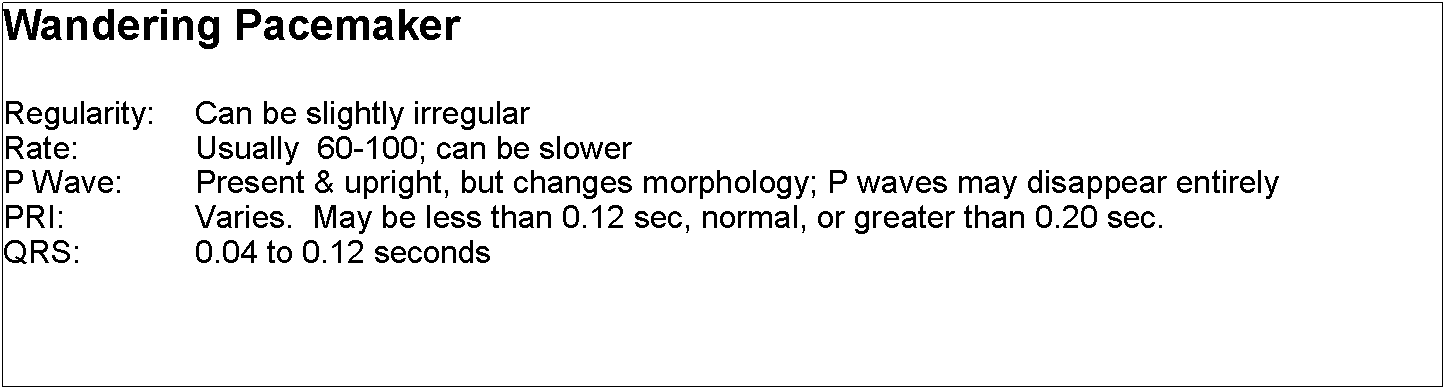 Wandering Pacemaker
Regularity: Can be slightly irregular
Rate: Usually  60-100; can be slower
P Wave: Present & upright, but changes morphology; P waves may disappear entirely
PRI: Varies.  May be less than 0.12 sec, normal, or greater than 0.20 sec.
QRS: 0.04 to 0.12 seconds